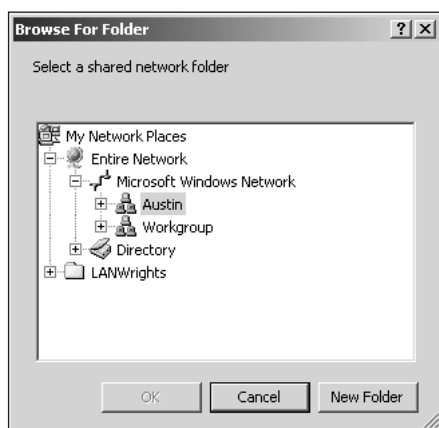 Browse For Folder
Select a shared network folder
My Network Places
Entire Network
Microsoft Windows Network
Austin
Workgroup
Directory
LANWrights
OK Cancel New Folder